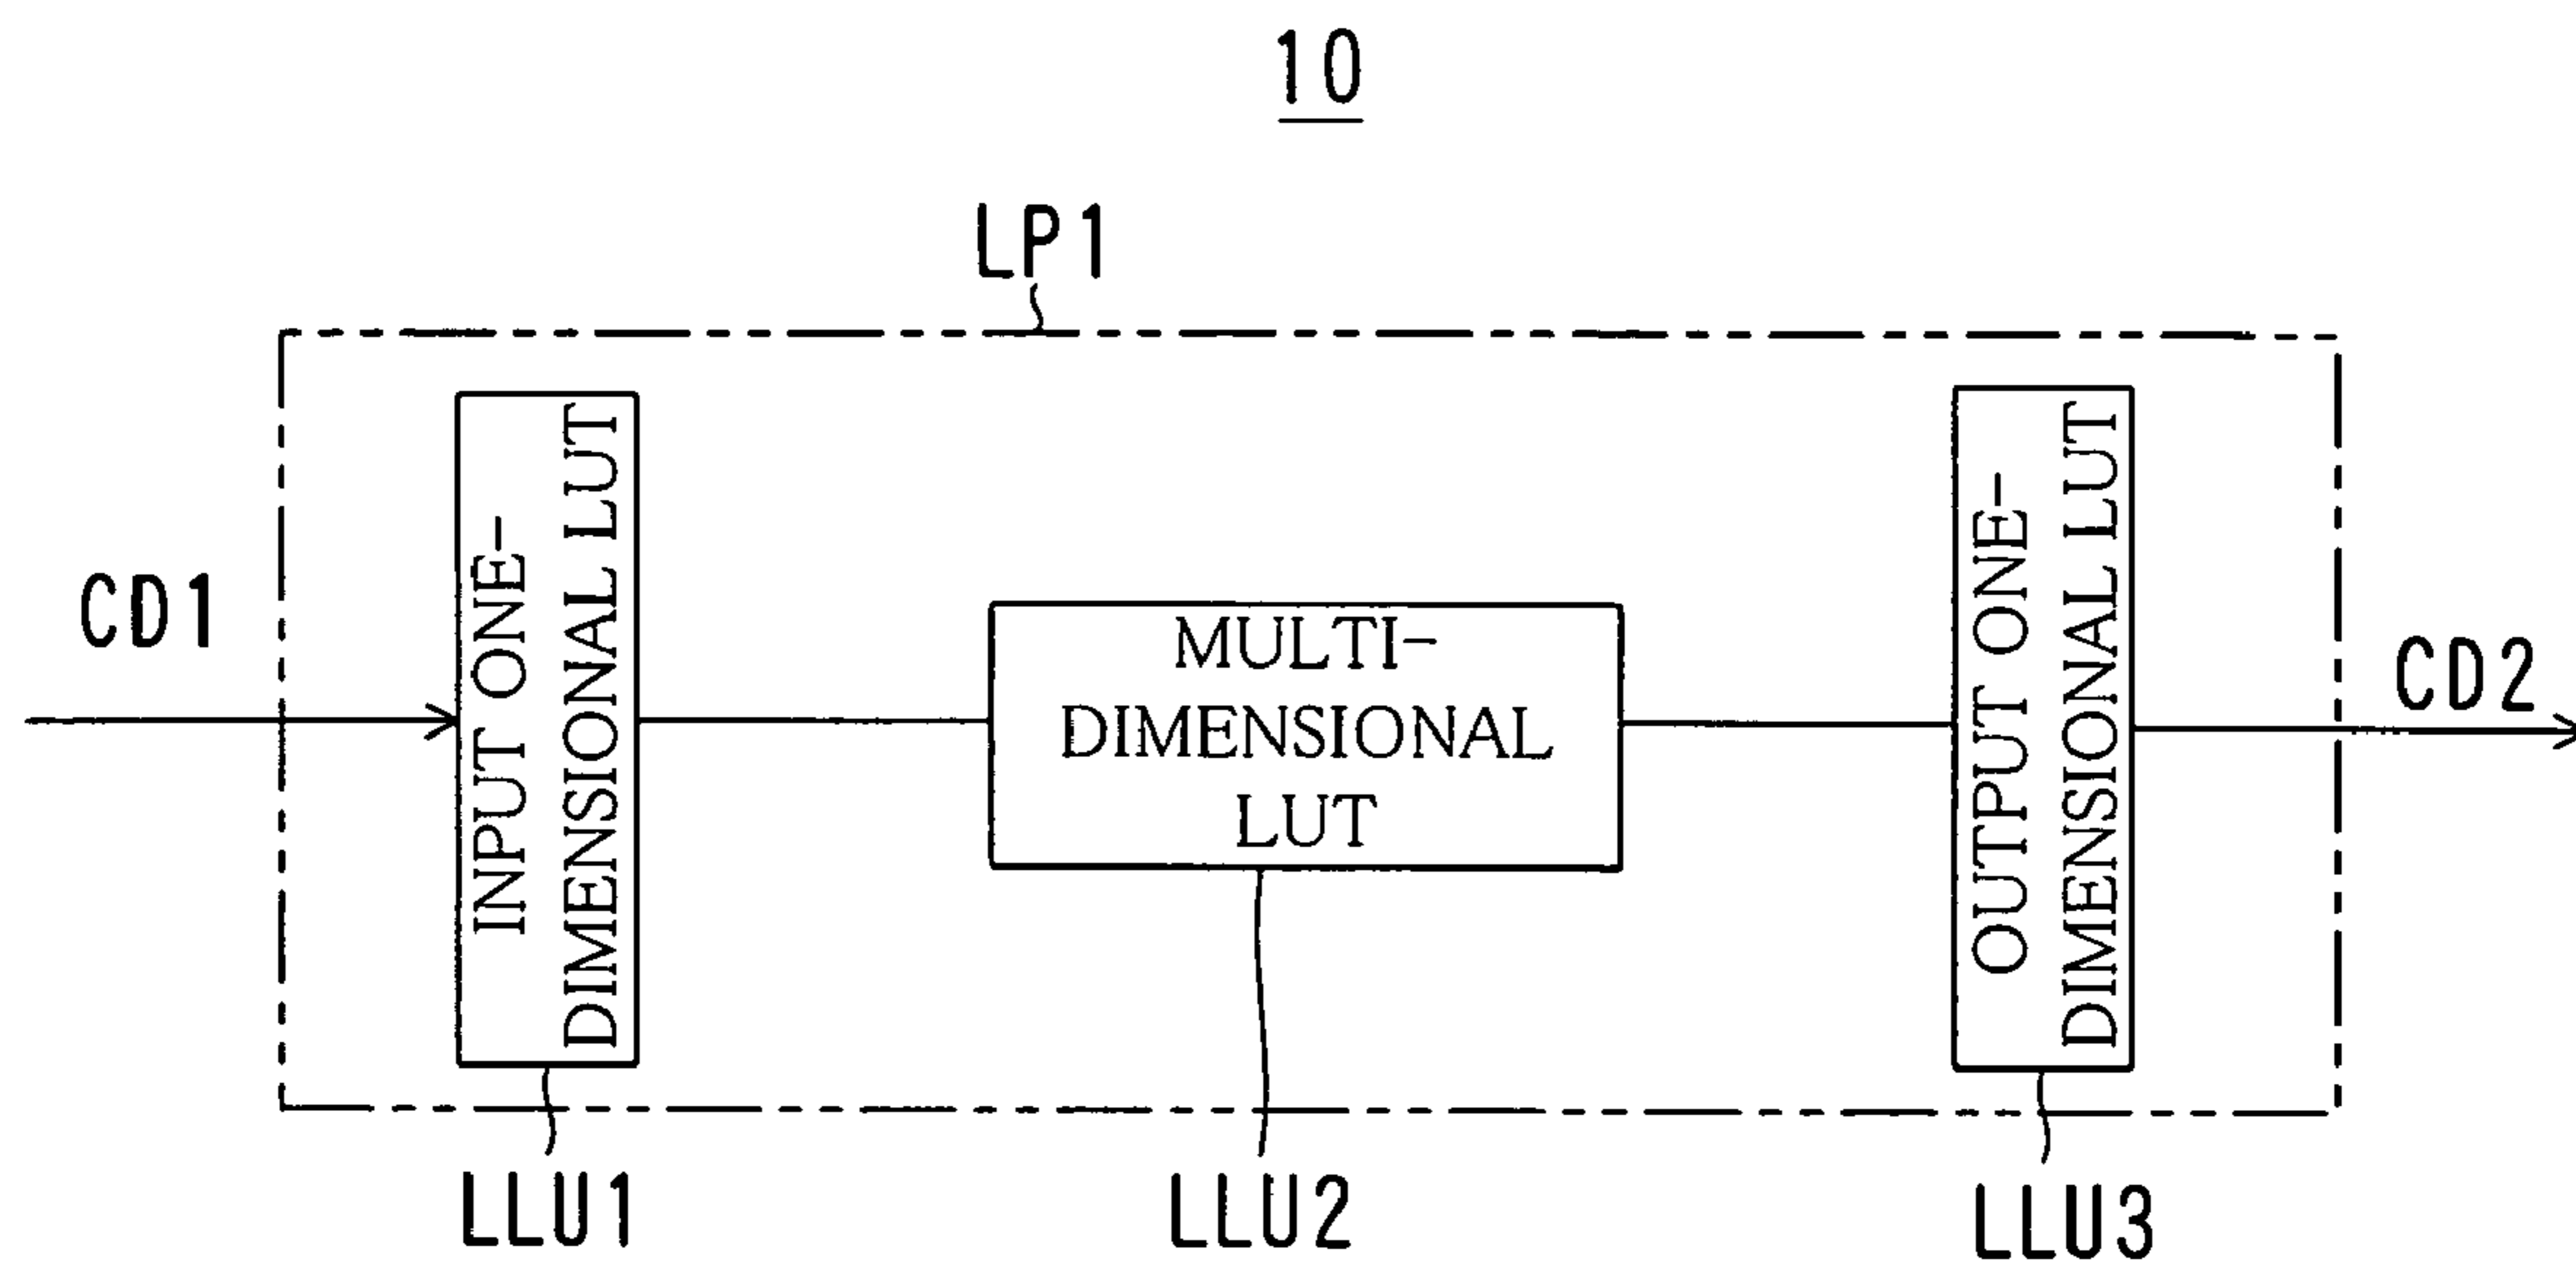 10
LP1
CD1
INPUT ONE-
DIMENSIONAL LUT
MULTI-
DIMENSIONAL
LUT
OUTPUT ONE-
DIMENSIONAL LUT
CD2
LLU1
LLU2
LLU3